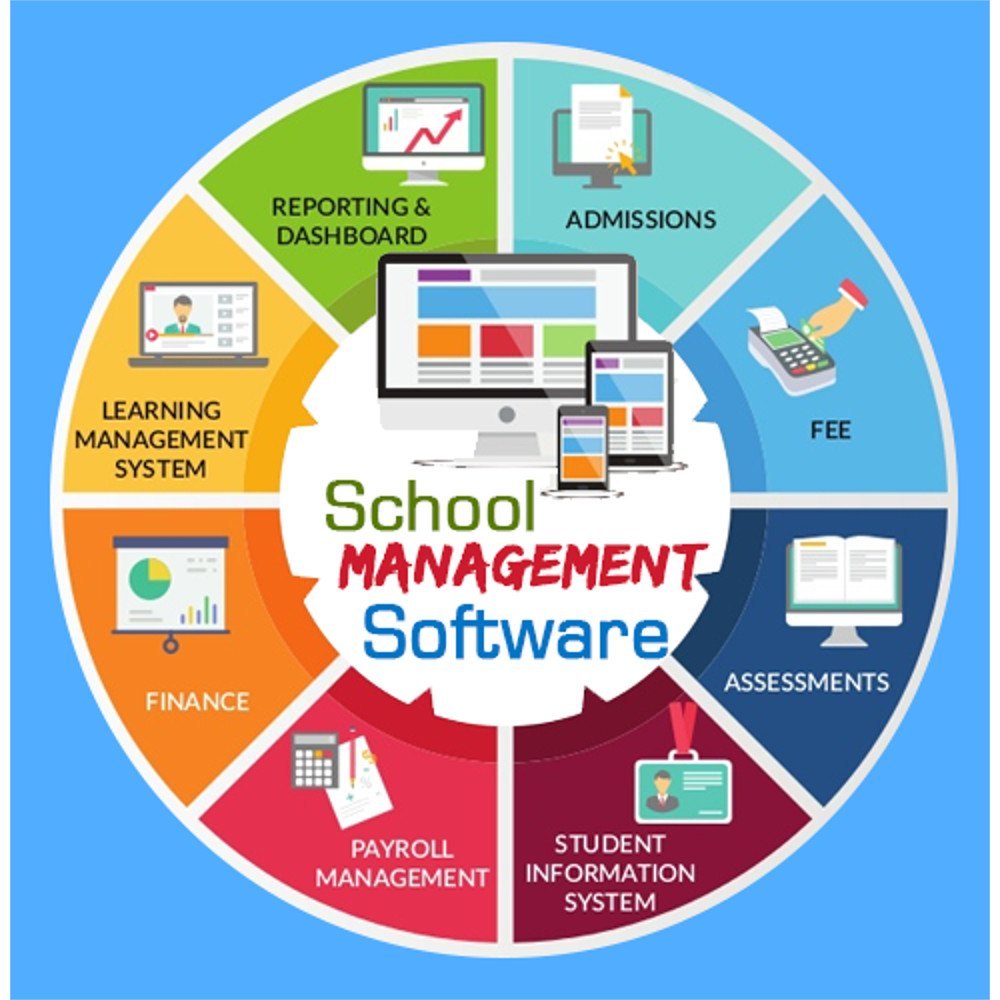 REPORTING &
DASHBOARD
ADMISSIONS
FEE
ASSESSMENTS
STUDENT
INFORMATION
SYSTEM
PAYROLL
MANAGEMENT
FINANCE
LEARNING
MANAGEMENT
SYSTEM
School
MANAGEMENT
Software